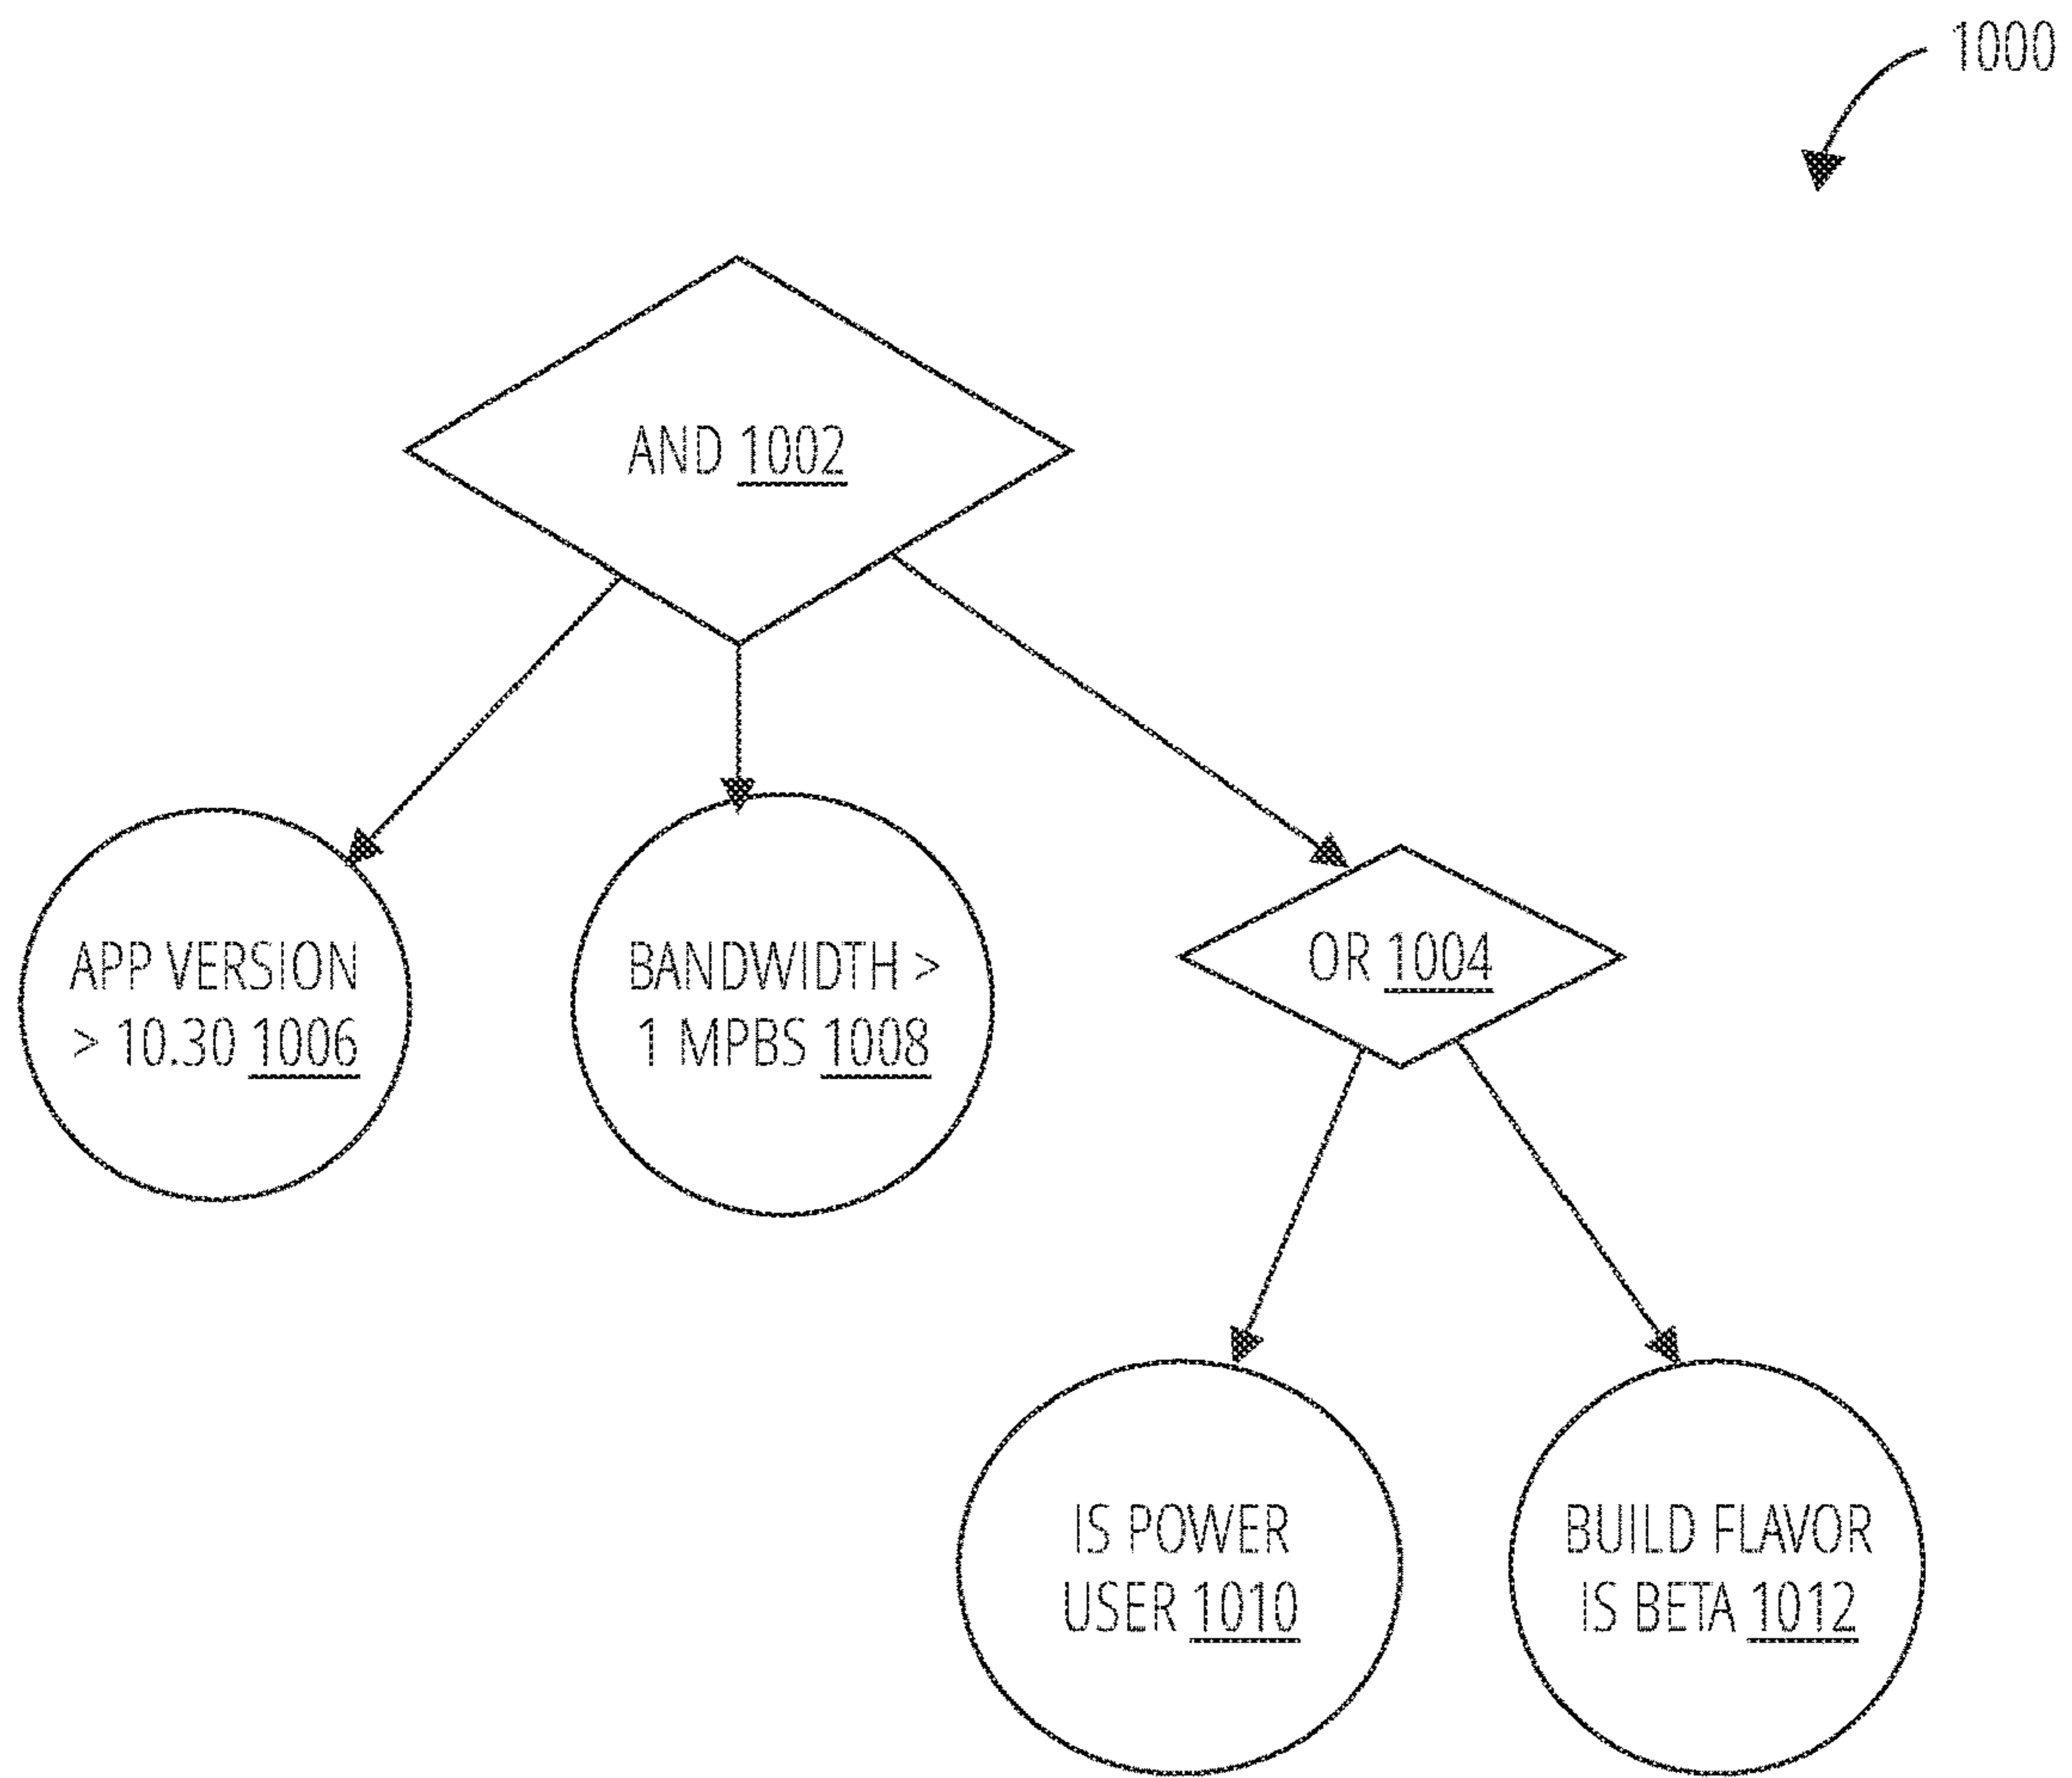 1000
AND 1002
APP VERSION
> 10.30 1006
BANDWIDTH >
1 MPBS 1008
OR 1004
IS POWER
USER 1010
BUILD FLAVOR
IS BETA 1012